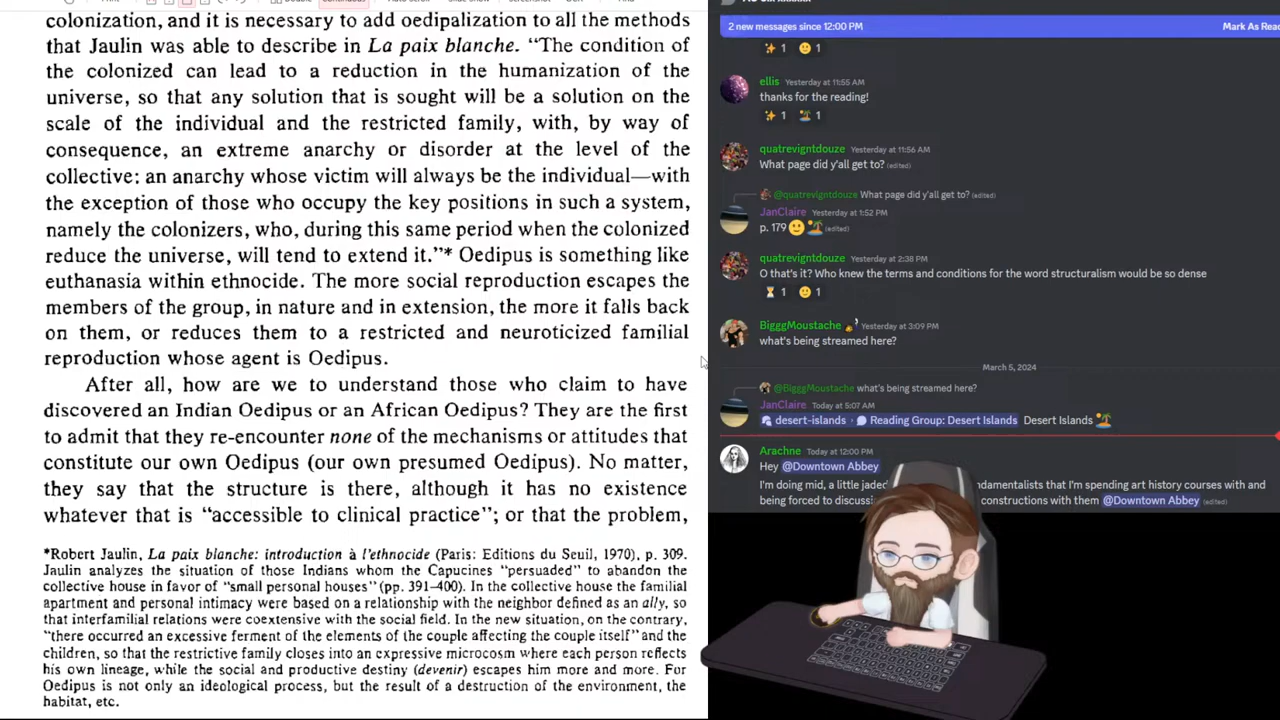 colonization, and it is necessary to add oedipalization to all the methods
that Jaulin was able to describe in La paix blanche. “The condition of
the colonized can lead to a reduction in the humanization of the
universe, so that any solution that is sought will be a solution on the
scale of the individual and the restricted family, with, by way of
consequence, an extreme anarchy or disorder at the level of the
collective: an anarchy whose victim will always be the individual—with
the exception of those who occupy the key positions in such a system,
namely the colonizers, who, during this same period when the colonized
reduce the universe, will tend to extend it.”* Oedipus is something like
euthanasia within ethnocide. The more social reproduction escapes the
members of the group, in nature and in extension, the more it falls back
on them, or reduces them to a restricted and neuroticized familial
reproduction whose agent is Oedipus.
After all, how are we to understand those who claim to have
discovered an Indian Oedipus or an African Oedipus? They are the first
to admit that they re-encounter none of the mechanisms or attitudes that
constitute our own Oedipus (our own presumed Oedipus). No matter,
they say that the structure is there, although it has no existence
whatever that is “accessible to clinical practice”; or that the problem,
*Robert Jaulin, La paix blanche: introduction à l'ethnocide (Paris: Editions du Seuil, 1970), p. 309.
Jaulin analyzes the situation of those Indians whom the Capucines “persuaded” to abandon the
collective house in favor of “small personal houses” (pp. 391–400). In the collective house the familial
apartment and personal intimacy were based on a relationship with the neighbor defined as an ally, so
that interfamilial relations were coextensive with the social field. In the new situation, on the contrary,
“there occurred an excessive ferment of the elements of the couple affecting the couple itself” and the
children, so that the restrictive family closes into an expressive microcosm where each person reflects
his own lineage, while the social and productive destiny (devenir) escapes him more and more. For
Oedipus is not only an ideological process, but the result of a destruction of the environment, the
habitat, etc.
2 new messages since 12:00 PM Mark As Read
1 1
ellis Yesterday at 11:55 AM
thanks for the reading!
1 1
quatrevigntdouze Yesterday at 11:56 AM
What page did y'all get to? (edited)
@quatrevigntdouze What page did y'all get to? (edited)
JanClaire Yesterday at 1:52 PM
p. 179 (edited)
quatrevigntdouze Yesterday at 2:38 PM
O that's it? Who knew the terms and conditions for the word structuralism would be so dense
1 1
BigggMoustache Yesterday at 3:09 PM
what's being streamed here?
March 5, 2024
@BigggMoustache what's being streamed here?
JanClaire Today at 5:07 AM
desert-islands › Reading Group: Desert Islands Desert Islands
Arachne Today at 12:00 PM
Hey @Downtown Abbey
I'm doing mid, a little jaded ndamentalists that I'm spending art history courses with and
being forced to discuss constructions with them @Downtown Abbey (edited)